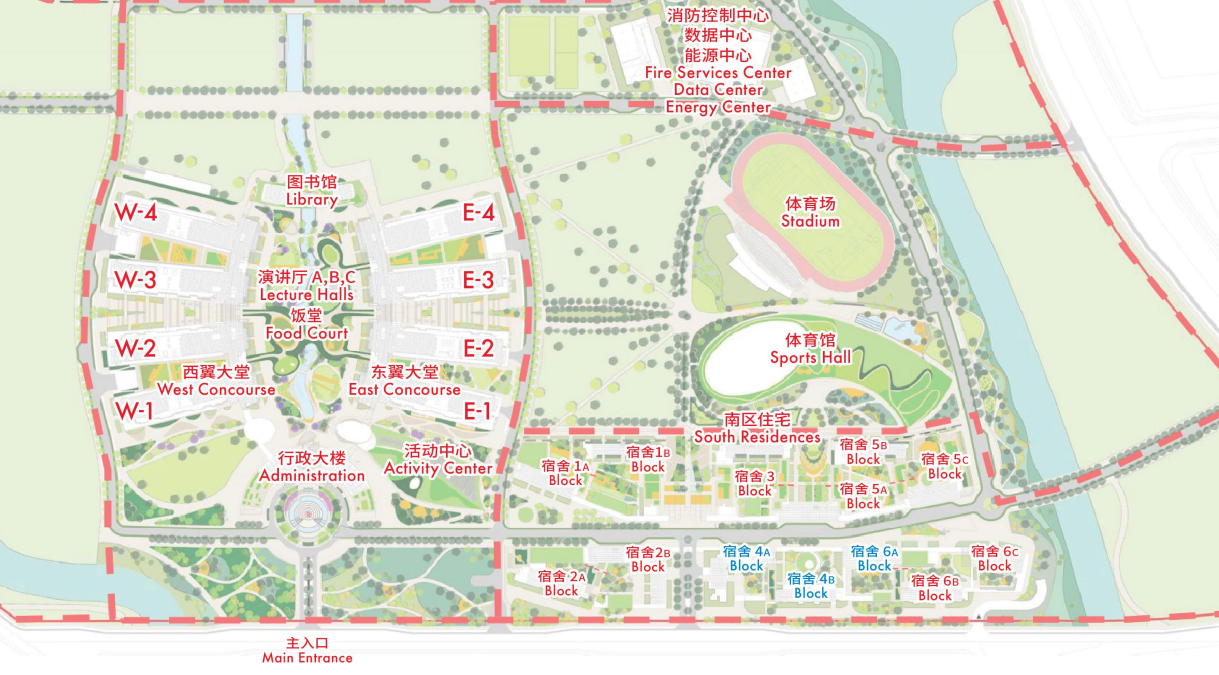 消防控制中心
数据中心
能源中心
Fire Services Center
Data Center
Energy Center
图书馆
Library
体育场
Stadium
W-4
E-4
W-3
演讲厅 A,B,C
Lecture Halls
E-3
饭堂
Food Court
W-2
E-2
体育馆
Sports Hall
西翼大堂
West Concourse
东翼大堂
East Concourse
W-1
E-1
南区住宅
South Residences
行政大楼
Administration
活动中心
Activity Center
宿舍 1A
Block
宿舍1B
Block
宿舍 3
Block
宿舍 5B
Block
宿舍 5A
Block
宿舍 5C
Block
宿舍 2A
Block
宿舍2B
Block
宿舍 4A
Block
宿舍 4B
Block
宿舍 6A
Block
宿舍 6B
Block
宿舍 6C
Block
主入口
Main Entrance